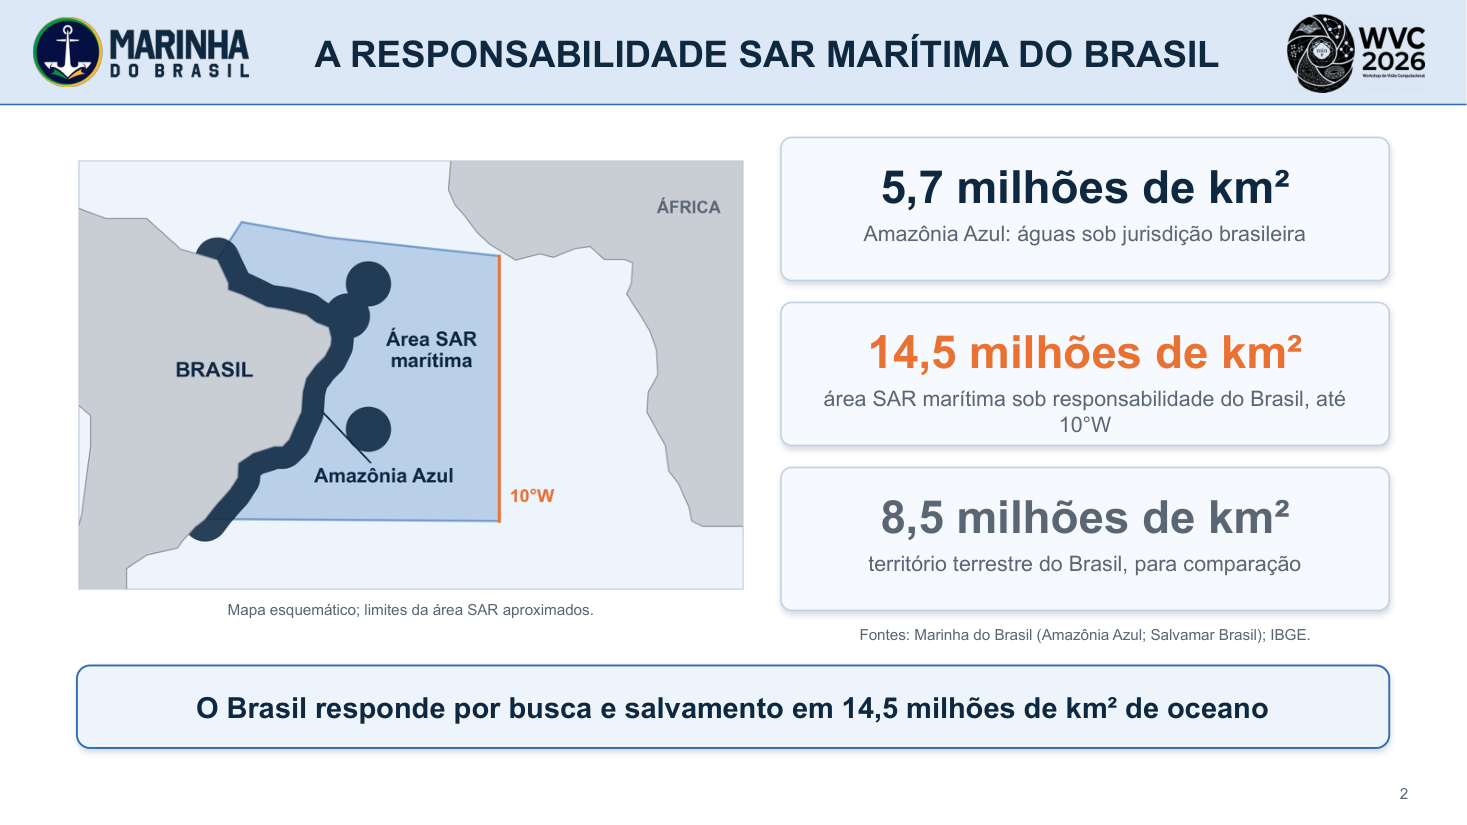 MARINHA
DO BRASIL
A RESPONSABILIDADE SAR MARÍTIMA DO BRASIL
WVC
2026
Workshop de Visão Computacional
ÁFRICA
Área SAR
marítima
BRASIL
Amazônia Azul
10°W
Mapa esquemático; limites da área SAR aproximados.
5,7 milhões de km²
Amazônia Azul: águas sob jurisdição brasileira
14,5 milhões de km²
área SAR marítima sob responsabilidade do Brasil, até
10°W
8,5 milhões de km²
território terrestre do Brasil, para comparação
Fontes: Marinha do Brasil (Amazônia Azul; Salvamar Brasil); IBGE.
O Brasil responde por busca e salvamento em 14,5 milhões de km² de oceano
2